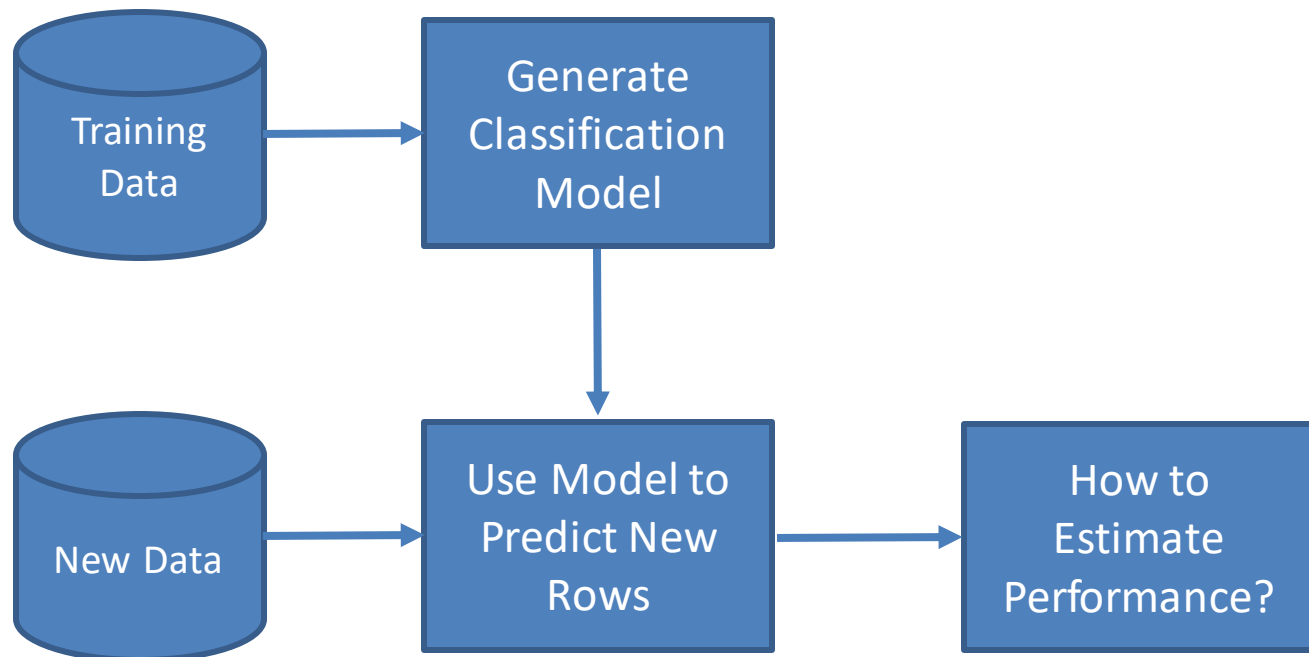 Training
Data
Generate
Classification
Model
New Data
Use Model to
Predict New
Rows
How to
Estimate
Performance?